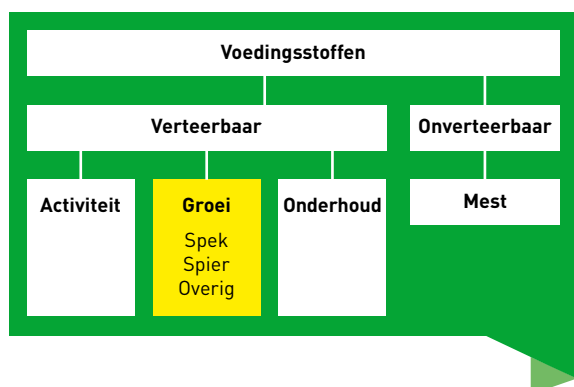 Voedingsstoffen
Verteerbaar
Onverteerbaar
Activiteit
Groei
Spek
Spier
Overig
Onderhoud
Mest